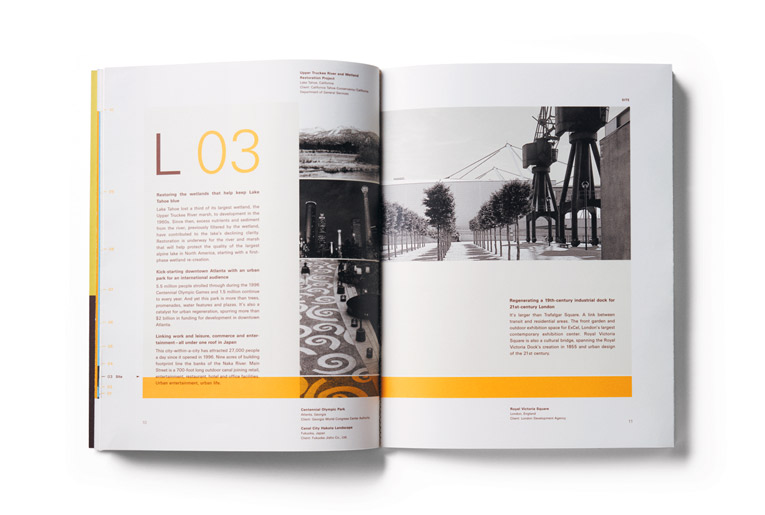 Upper Truckee River and Wetland
Restoration Project
Lake Tahoe, California
Client: California Tahoe Conservancy, California
Department of General Services
L 03
Restoring the wetlands that help keep Lake
Tahoe blue
Lake Tahoe lost a third of its largest wetland, the
Upper Truckee River marsh, to development in the
1960s. Since then, excess nutrients and sediment
from the river, previously filtered by the wetland,
have contributed to the lake's declining clarity.
Restoration is underway for the river and marsh
that will help protect the quality of the largest
alpine lake in North America, starting with a first-
phase wetland re-creation.
Kick-starting downtown Atlanta with an urban
park for an international audience
5.5 million people strolled through during the 1996
Centennial Olympic Games and 1.5 million continue
in every year. And yet this park is more than trees,
promenades, water features and plazas. It's also a
catalyst for urban regeneration, spurring more than
$2 billion in funding for development in downtown
Atlanta.
Linking work and leisure, commerce and enter-
tainment – all under one roof in Japan
This city-within-a-city has attracted 27,000 people
a day since it opened in 1996. Nine acres of building
footprint line the banks of the Naka River. Main
Street is a 700-foot long outdoor canal joining retail,
entertainment, restaurant, hotel and office facilities.
Urban entertainment, urban life.
03. Site
10
Centennial Olympic Park
Atlanta, Georgia
Client: Georgia World Congress Center Authority
Canal City Hakata Landscape
Fukuoka, Japan
Client: Fukuoka Jisho Co., Ltd.
SITE
Regenerating a 19th-century industrial dock for
21st-century London
It's larger than Trafalgar Square. A link between
transit and residential areas. The front garden and
outdoor exhibition space for ExCel, London's largest
contemporary exhibition center. Royal Victoria
Square is also a cultural bridge, spanning the Royal
Victoria Dock's creation in 1855 and urban design
of the 21st century.
Royal Victoria Square
London, England
Client: London Development Agency
11